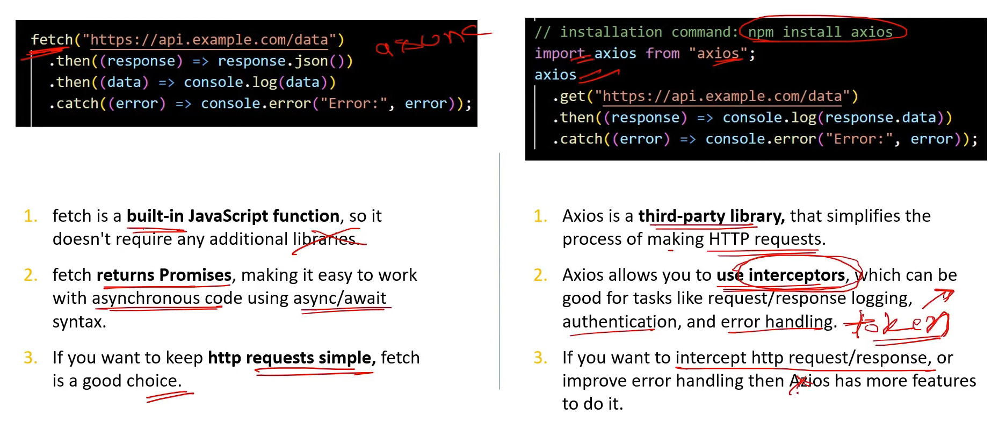 fetch("https://api.example.com/data")
.then((response) => response.json())
.then((data) => console.log(data))
.catch((error) => console.error("Error:", error));
1. fetch is a built-in JavaScript function, so it
doesn't require any additional libraries.
2. fetch returns Promises, making it easy to work
with asynchronous code using async/await
syntax.
3. If you want to keep http requests simple, fetch
is a good choice.
// installation command: npm install axios
import axios from "axios";
axios
.get("https://api.example.com/data")
.then((response) => console.log(response.data))
.catch((error) => console.error("Error:", error));
1. Axios is a third-party library, that simplifies the
process of making HTTP requests.
2. Axios allows you to use interceptors, which can be
good for tasks like request/response logging,
authentication, and error handling. token
3. If you want to intercept http request/response, or
improve error handling then Axios has more features
to do it.